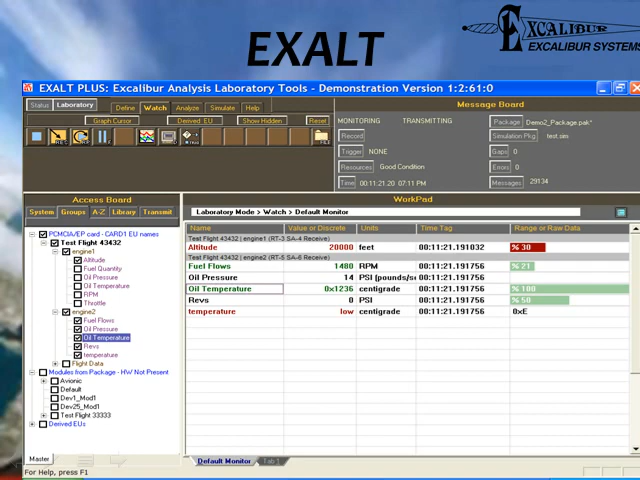 EXALT
EXCALIBUR
EXCALIBUR SYSTEMS
EXALT PLUS: Excalibur Analysis Laboratory Tools - Demonstration Version 1:2:61:0
Status Laboratory Define Watch Analyze Simulate Help
Graph Cursor Derived EU Show Hidden Reset
Message Board
MONITORING TRANSMITTING Package Demo2_Package.pak*
Record Simulation Pkg test.sim
Trigger NONE Gaps 0
Resources Good Condition Errors 0
Time 00:11:21.20 07:11 PM Messages 29134
Access Board
System Groups A-Z Library Transmit
PCMCIA/EP card - CARD1 EU names
Test Flight 43432
engine1
Altitude
Fuel Quantity
Oil Pressure
Oil Temperature
RPM
Throttle
engine2
Fuel Flows
Oil Pressure
Oil Temperature
Revs
temperature
Flight Data
Modules from Package - HW Not Present
Avionic
Default
Dev1_Mod1
Dev25_Mod1
Test Flight 33333
Derived EUs
Master
WorkPad
Laboratory Mode > Watch > Default Monitor
Name Value or Discrete Units Time Tag Range or Raw Data
Test Flight 43432 | engine1 (RT-3 SA-4 Receive)
Altitude 20000 feet 00:11:21.191032 % 30
Test Flight 43432 | engine2 (RT-5 SA-6 Receive)
Fuel Flows 1480 RPM 00:11:21.191756 % 21
Oil Pressure 14 PSI (pounds/s 00:11:21.191756
Oil Temperature 0x1236 centigrade 00:11:21.191756 % 100
Revs 0 PSI 00:11:21.191756 % 50
temperature low centigrade 00:11:21.191756 0xE
Default Monitor Tab 1
For Help, press F1